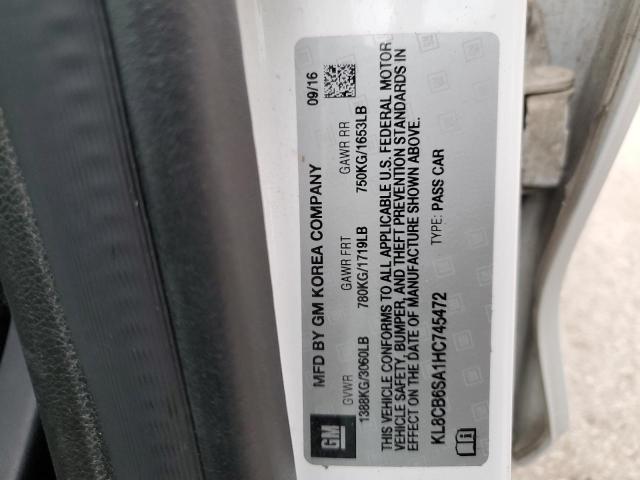 GM
MFD BY GM KOREA COMPANY
09/16
GVWR
GAWR FRT
GAWR RR
1388KG/3060LB
780KG/1719LB
750KG/1653LB
THIS VEHICLE CONFORMS TO ALL APPLICABLE U.S. FEDERAL MOTOR
VEHICLE SAFETY, BUMPER, AND THEFT PREVENTION STANDARDS IN
EFFECT ON THE DATE OF MANUFACTURE SHOWN ABOVE.
KL8CB6SA1HC745472
TYPE: PASS CAR